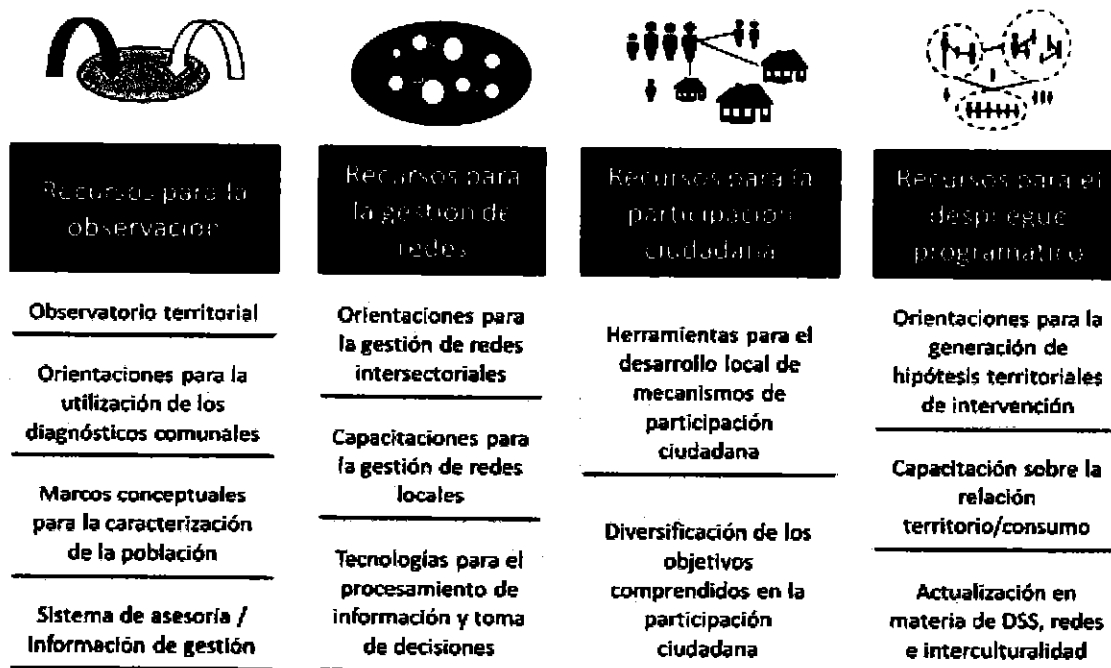 Recursos para la
observación
Observatorio territorial
Orientaciones para la
utilización de los
diagnósticos comunales
Marcos conceptuales
para la caracterización
de la población
Sistema de asesoría /
Información de gestión
Recursos para
la gestión de
redes
Orientaciones para
la gestión de redes
intersectoriales
Capacitaciones para
la gestión de redes
locales
Tecnologías para el
procesamiento de
información y toma
de decisiones
Recursos para la
participación
ciudadana
Herramientas para el
desarrollo local de
mecanismos de
participación
ciudadana
Diversificación de los
objetivos
comprendidos en la
participación
ciudadana
Recursos para el
despliegue
programático
Orientaciones para la
generación de
hipótesis territoriales
de intervención
Capacitación sobre la
relación
territorio/consumo
Actualización en
materia de DSS, redes
e interculturalidad